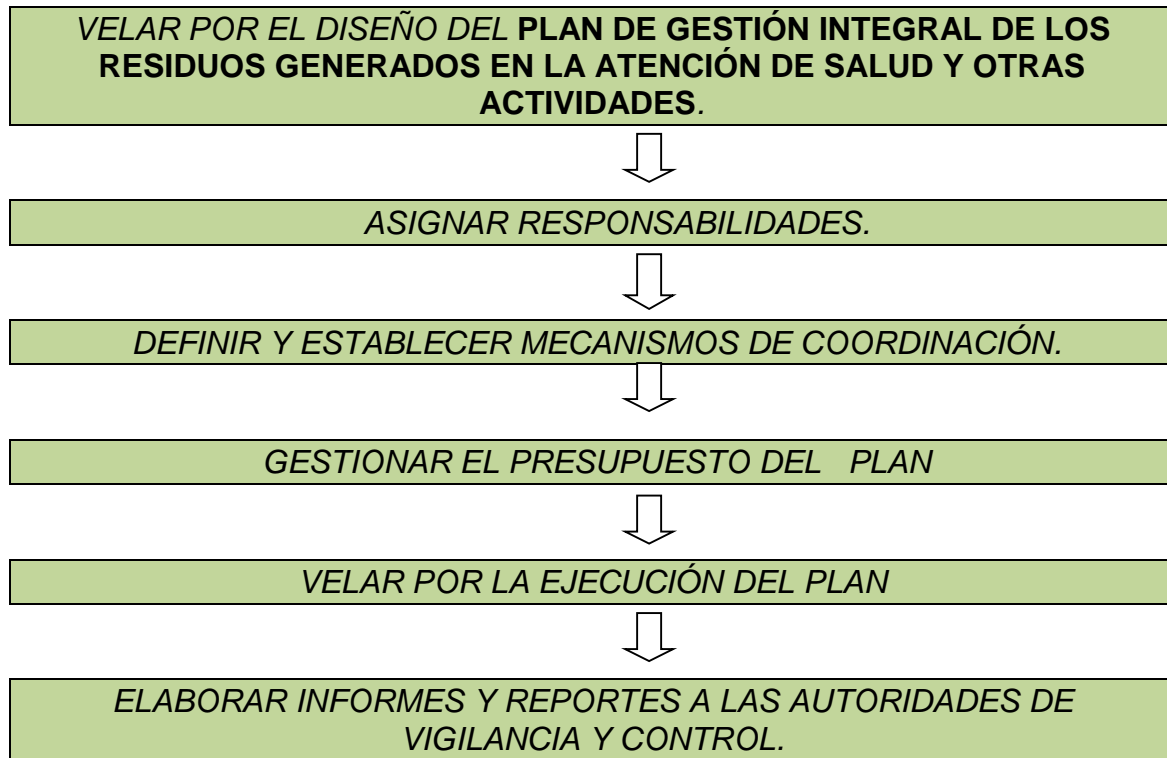 VELAR POR EL DISEÑO DEL PLAN DE GESTIÓN INTEGRAL DE LOS
RESIDUOS GENERADOS EN LA ATENCIÓN DE SALUD Y OTRAS
ACTIVIDADES.
ASIGNAR RESPONSABILIDADES.
DEFINIR Y ESTABLECER MECANISMOS DE COORDINACIÓN.
GESTIONAR EL PRESUPUESTO DEL PLAN
VELAR POR LA EJECUCIÓN DEL PLAN
ELABORAR INFORMES Y REPORTES A LAS AUTORIDADES DE
VIGILANCIA Y CONTROL.